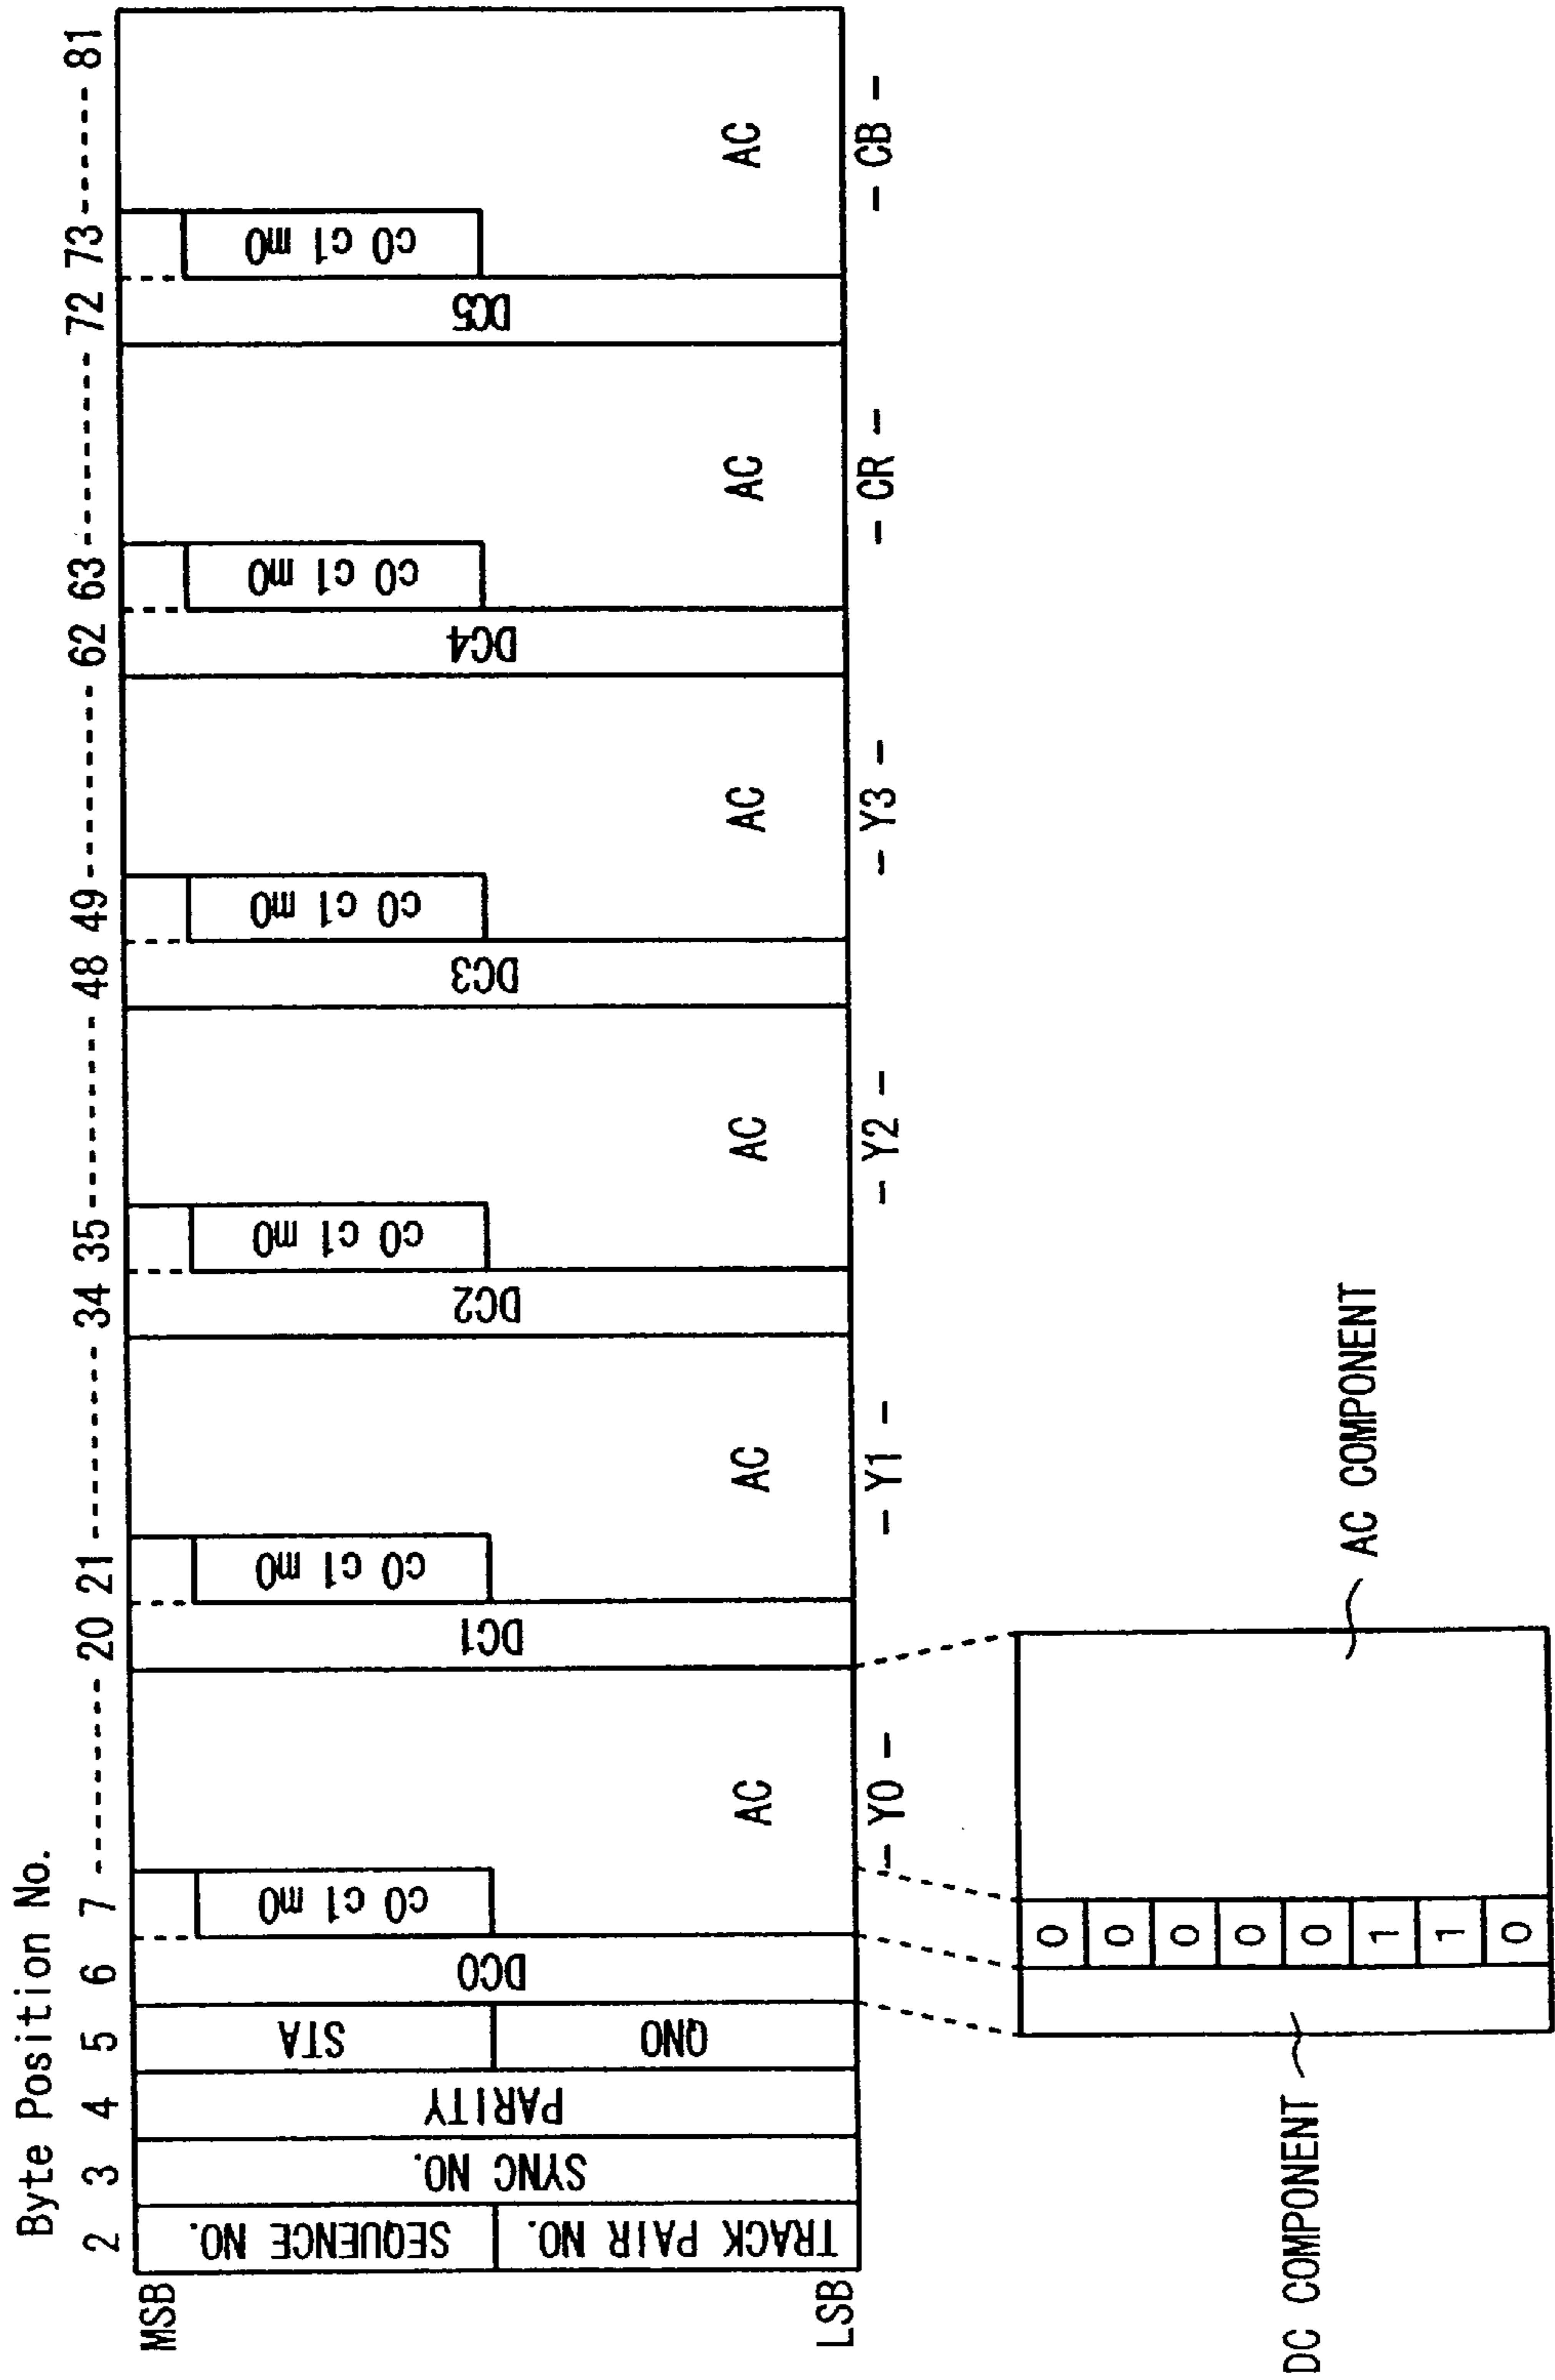 Byte Position No.
2 3 4 5 6 7 -------- 20 21 -------- 34 35 -------- 48 49 -------- 62 63 -------- 72 73 ------ 81
MSB
LSB
SEQUENCE NO.
TRACK PAIR NO.
SYNC NO.
PARITY
STA
QNO
DC0
c0 c1 m0
AC
DC1
c0 c1 m0
AC
DC2
c0 c1 m0
AC
DC3
c0 c1 m0
AC
DC4
c0 c1 m0
AC
DC5
c0 c1 m0
AC
- Y0 -
- Y1 -
- Y2 -
- Y3 -
- CR -
- CB -
0
0
0
0
0
1
1
0
DC COMPONENT
AC COMPONENT